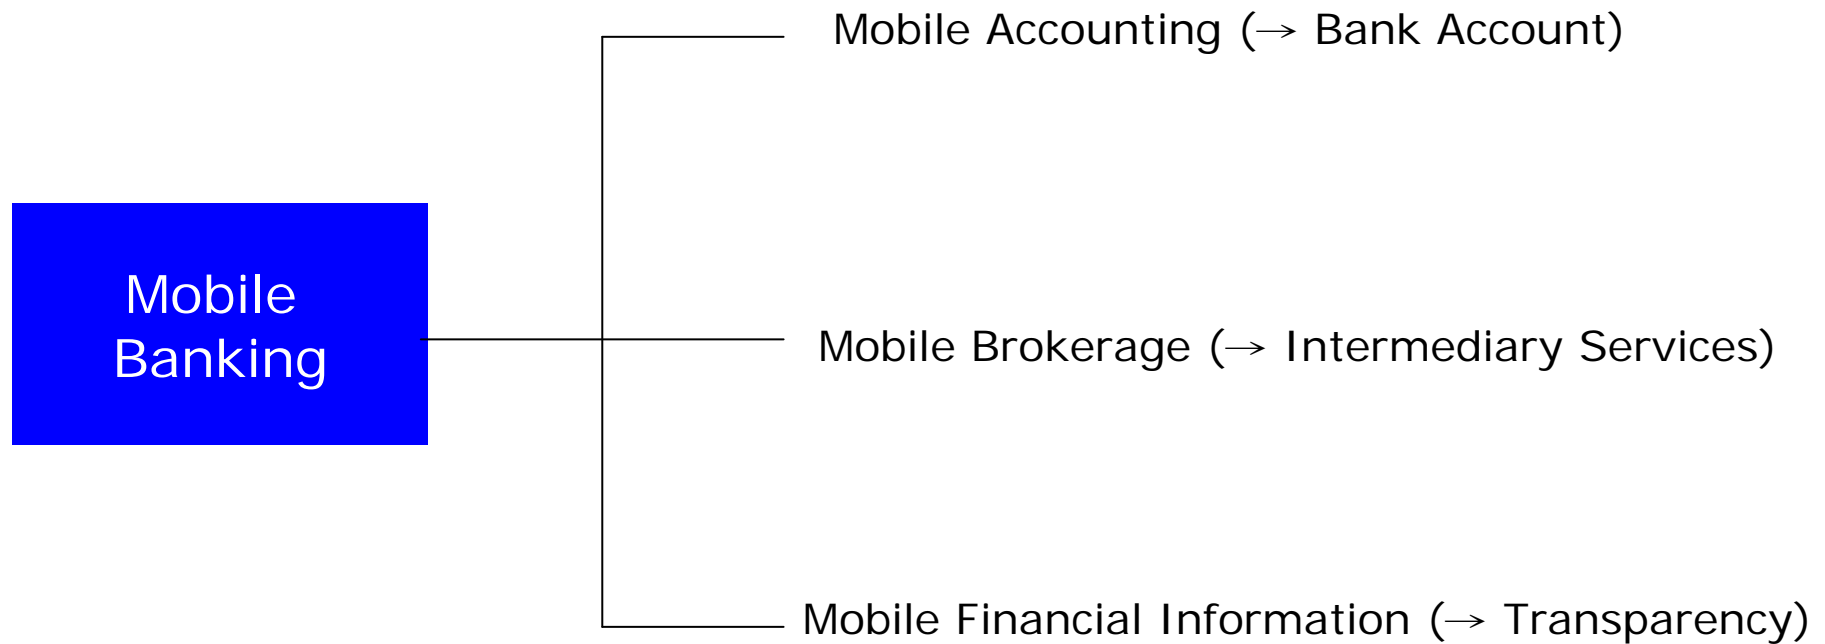 Mobile Accounting (→ Bank Account)
Mobile
Banking
Mobile Brokerage (→ Intermediary Services)
Mobile Financial Information (→ Transparency)